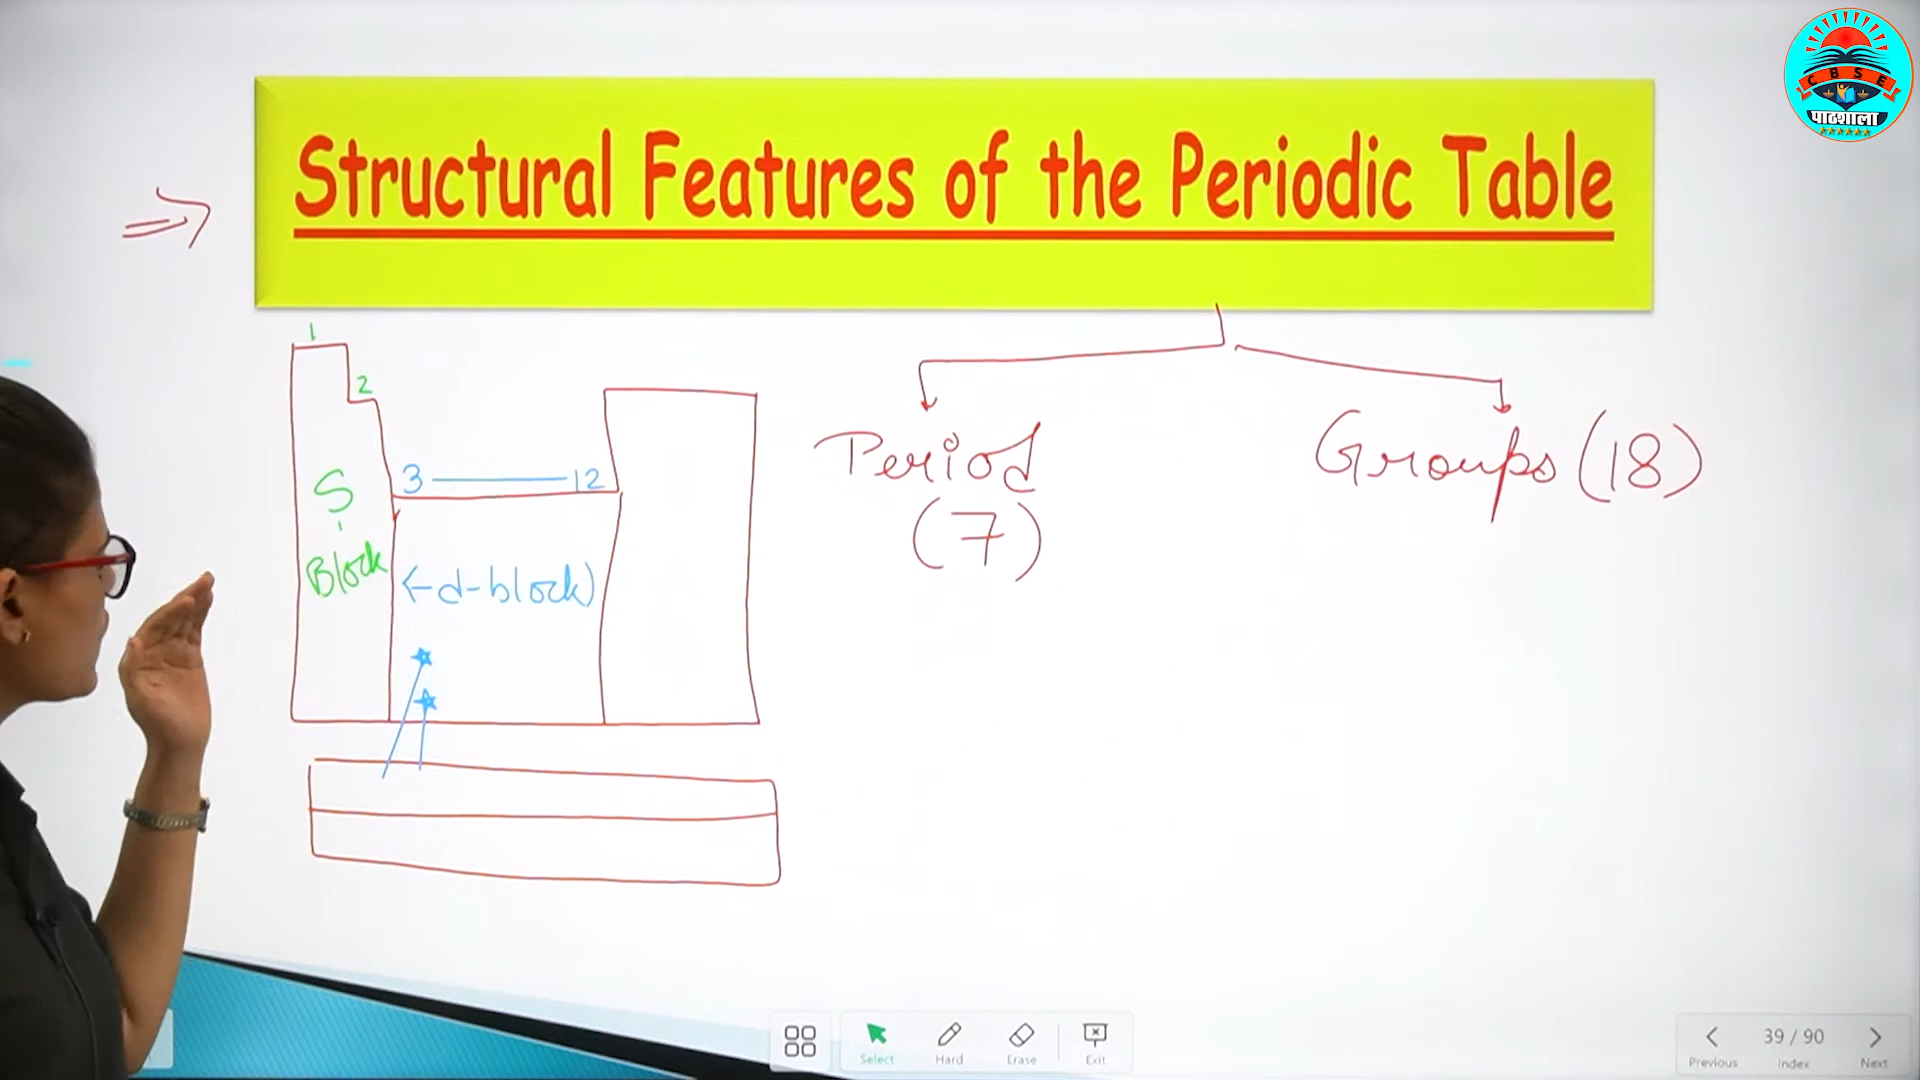 CBSE
पाठशाला
Structural Features of the Periodic Table
1
2
S
-
Block
3 12
d-block
Period
(7)
Groups (18)
Select
Hard
Erase
Exit
Previous
39 / 90
Index
Next